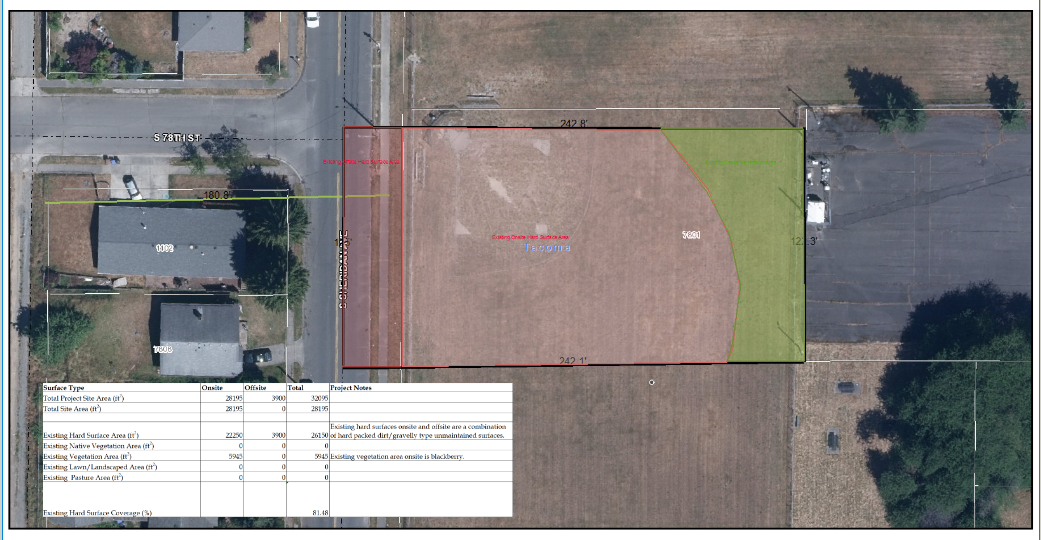 242.8'
S 78TH ST
Existing Onsite Hard Surface area
Tacoma
180.8'
242.1'
Surface Type Onsite Offsite Total Project Notes
Total Project Site Area (ft²) 28195 3900 32095
Total Site Area (ft²) 28195 0 28195
Existing hard surfaces onsite and offsite are a combination
Existing Hard Surface Area (ft²) 22250 3900 26150 of hard packed dirt/gravelly type unmaintained surfaces.
Existing Native Vegetation Area (ft²) 0 0 0
Existing Vegetation Area (ft²) 5945 0 5945 Existing vegetation area onsite is blackberry.
Existing Lawn/Landscaped Area (ft²) 0 0 0
Existing Pasture Area (ft²) 0 0 0
Existing Hard Surface Coverage (%) 81.48